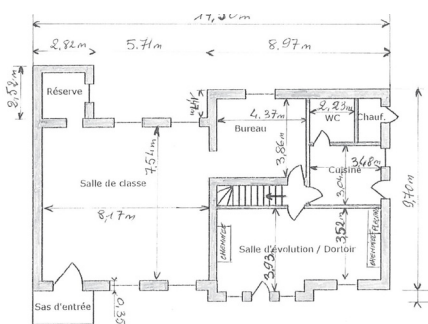 2,82m 5.71m 8,97m
2,52m
Réserve
4,37m
2,23m
WC
Chauf.
Bureau
3,86m
7,54m
Cuisine
3,48m
3,04m
9,70m
Salle de classe
8,17m
3,52m
Salle d'évolution / Dortoir
3,93
CHEMINÉE
Sas d'entrée
0,35